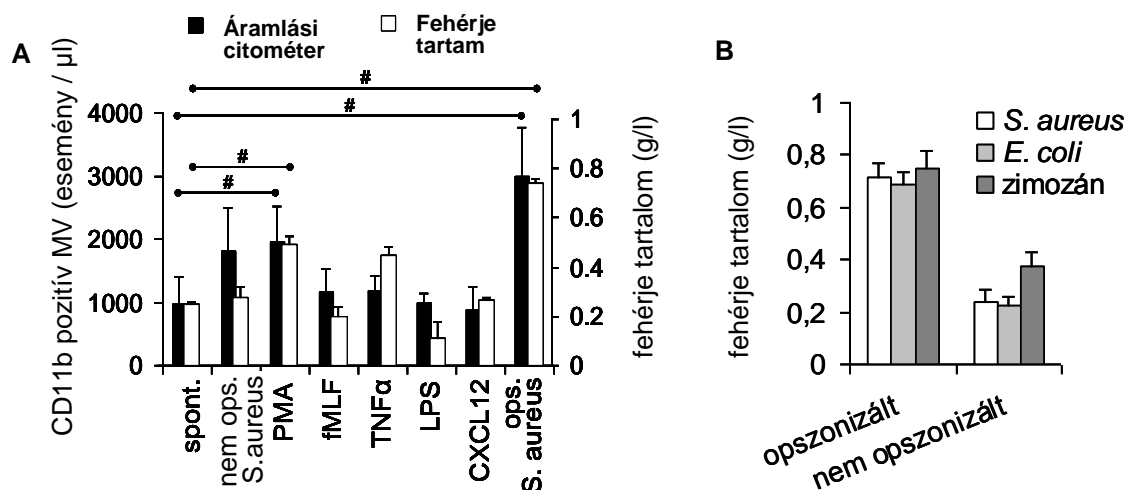 A
Áramlási
citométer
Fehérje
tartam
CD11b pozitív MV (esemény / µl)
4000
3000
2000
1000
0
#
#
#
#
1
0.8
0.6
0.4
0.2
0
fehérje tartalom (g/l)
spont.
nem ops.
S.aureus
PMA
fMLF
TNFα
LPS
CXCL12
ops.
S. aureus
B
fehérje tartalom (g/l)
1
0,8
0,6
0,4
0,2
0
S. aureus
E. coli
zimozán
opszonizált
nem opszonizált